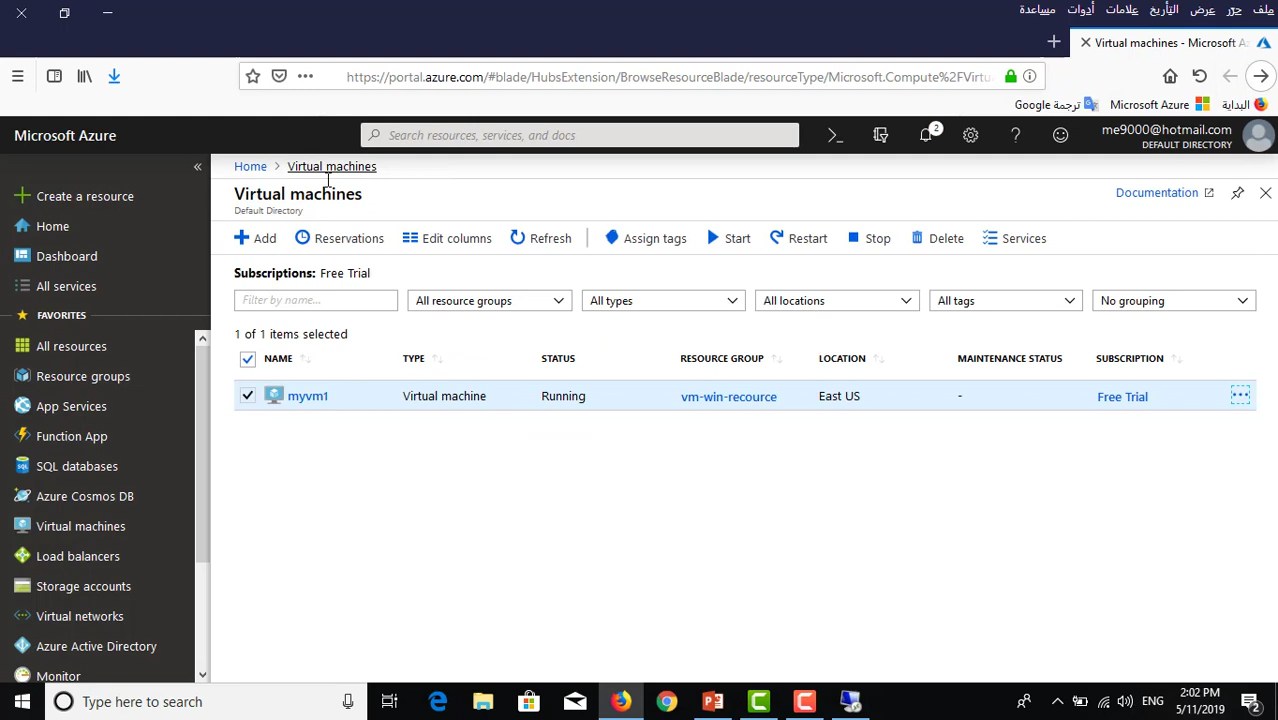 ملف
حرّر
عرض
التأريخ
علامات
أدوات
مساعدة
Virtual machines - Microsoft Az
https://portal.azure.com/#blade/HubsExtension/BrowseResourceBlade/resourceType/Microsoft.Compute%2FVirtu
البداية
Microsoft Azure
ترجمة Google
Microsoft Azure
Search resources, services, and docs
2
me9000@hotmail.com
DEFAULT DIRECTORY
Create a resource
Home
Dashboard
All services
FAVORITES
All resources
Resource groups
App Services
Function App
SQL databases
Azure Cosmos DB
Virtual machines
Load balancers
Storage accounts
Virtual networks
Azure Active Directory
Monitor
Home > Virtual machines
Virtual machines
Default Directory
Documentation
Add
Reservations
Edit columns
Refresh
Assign tags
Start
Restart
Stop
Delete
Services
Subscriptions: Free Trial
Filter by name...
All resource groups
All types
All locations
All tags
No grouping
1 of 1 items selected
NAME TYPE STATUS RESOURCE GROUP LOCATION MAINTENANCE STATUS SUBSCRIPTION
myvm1 Virtual machine Running vm-win-recource East US - Free Trial
Type here to search
ENG
2:02 PM
5/11/2019
2